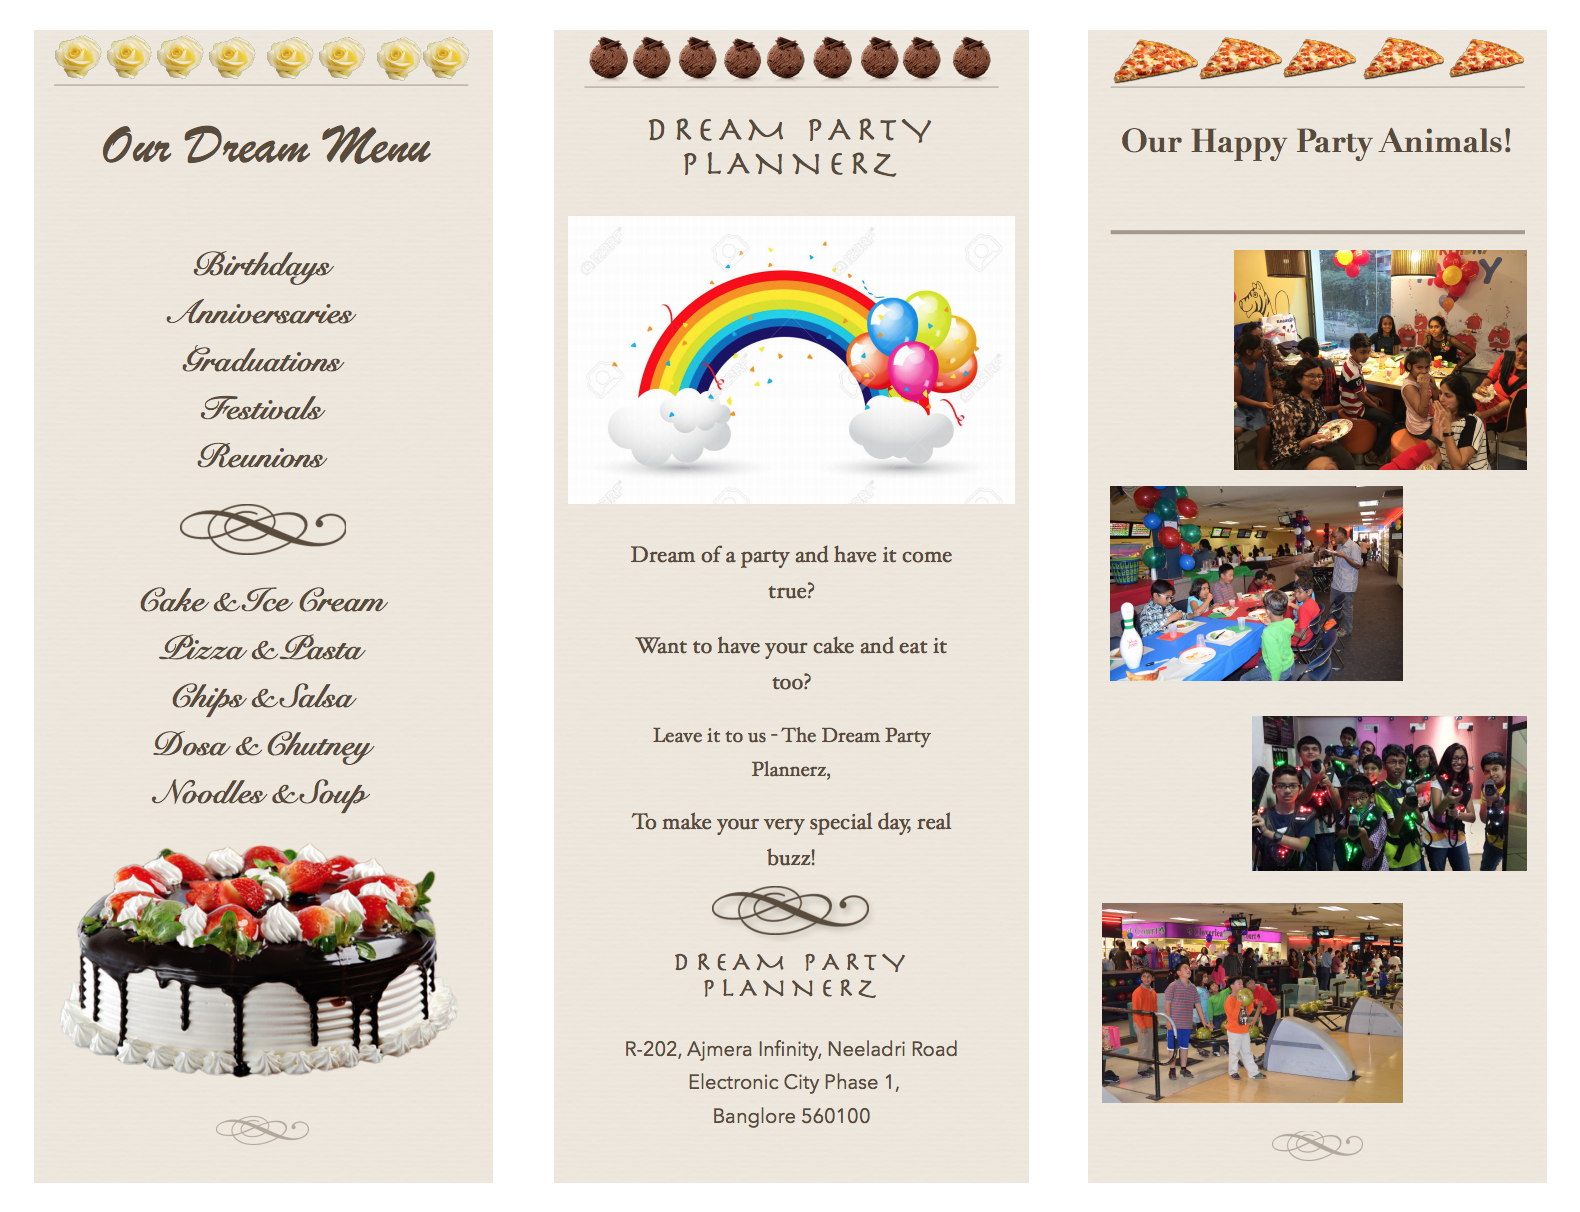 Our Dream Menu
Birthdays
Anniversaries
Graduations
Festivals
Reunions
Cake & Ice Cream
Pizza & Pasta
Chips & Salsa
Dosa & Chutney
Noodles & Soup
DREAM PARTY
PLANNERZ
Dream of a party and have it come
true?
Want to have your cake and eat it
too?
Leave it to us - The Dream Party
Plannerz,
To make your very special day, real
buzz!
DREAM PARTY
PLANNERZ
R-202, Ajmera Infinity, Neeladri Road
Electronic City Phase 1,
Banglore 560100
Our Happy Party Animals!